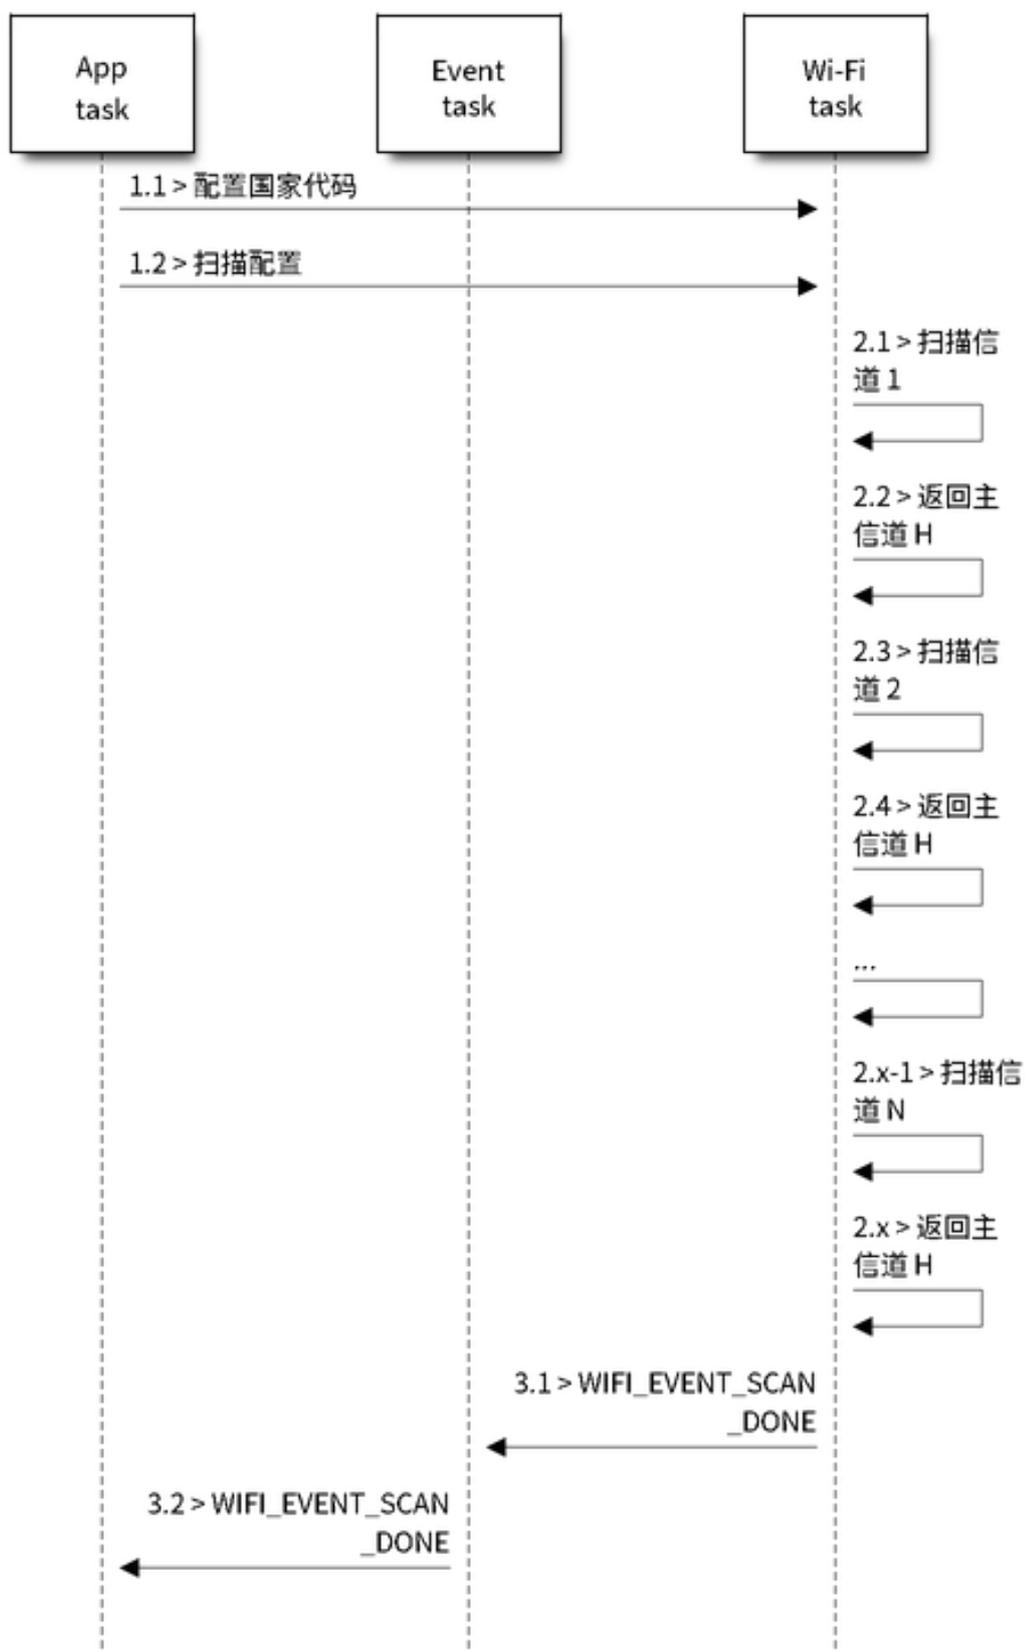 App
task
Event
task
Wi-Fi
task
1.1 > 配置国家代码
1.2 > 扫描配置
2.1 > 扫描信
道 1
2.2 > 返回主
信道 H
2.3 > 扫描信
道 2
2.4 > 返回主
信道 H
...
2.x-1 > 扫描信
道 N
2.x > 返回主
信道 H
3.1 > WIFI_EVENT_SCAN
_DONE
3.2 > WIFI_EVENT_SCAN
_DONE